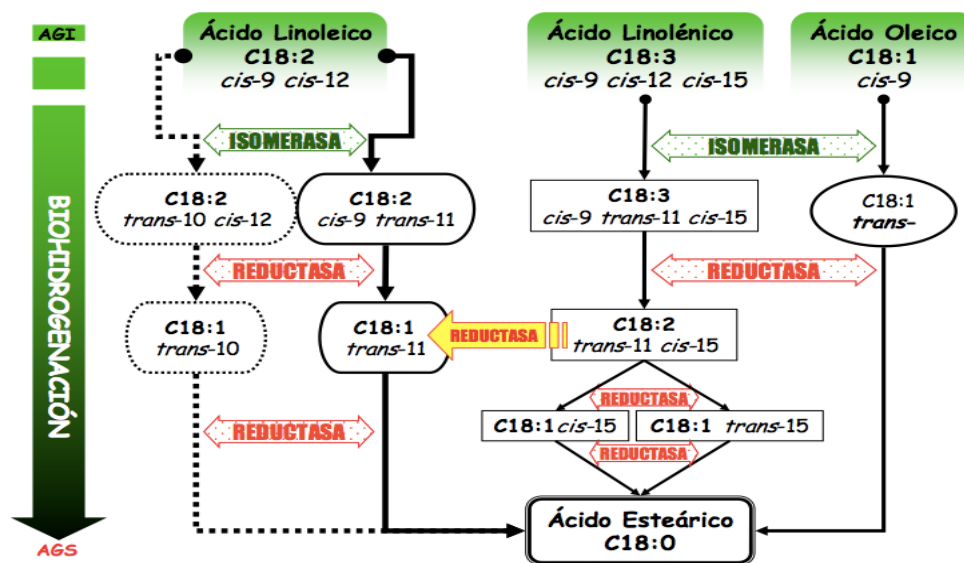 AGI
BIOHIDROGENACIÓN
AGS
Ácido Linoleico
C18:2
cis-9 cis-12
Ácido Linolénico
C18:3
cis-9 cis-12 cis-15
Ácido Oleico
C18:1
cis-9
ISOMERASA
ISOMERASA
C18:2
trans-10 cis-12
C18:2
cis-9 trans-11
C18:3
cis-9 trans-11 cis-15
C18:1
trans-
REDUCTASA
REDUCTASA
C18:1
trans-10
C18:1
trans-11
REDUCTASA
C18:2
trans-11 cis-15
REDUCTASA
C18:1 cis-15
C18:1 trans-15
REDUCTASA
REDUCTASA
Ácido Esteárico
C18:0